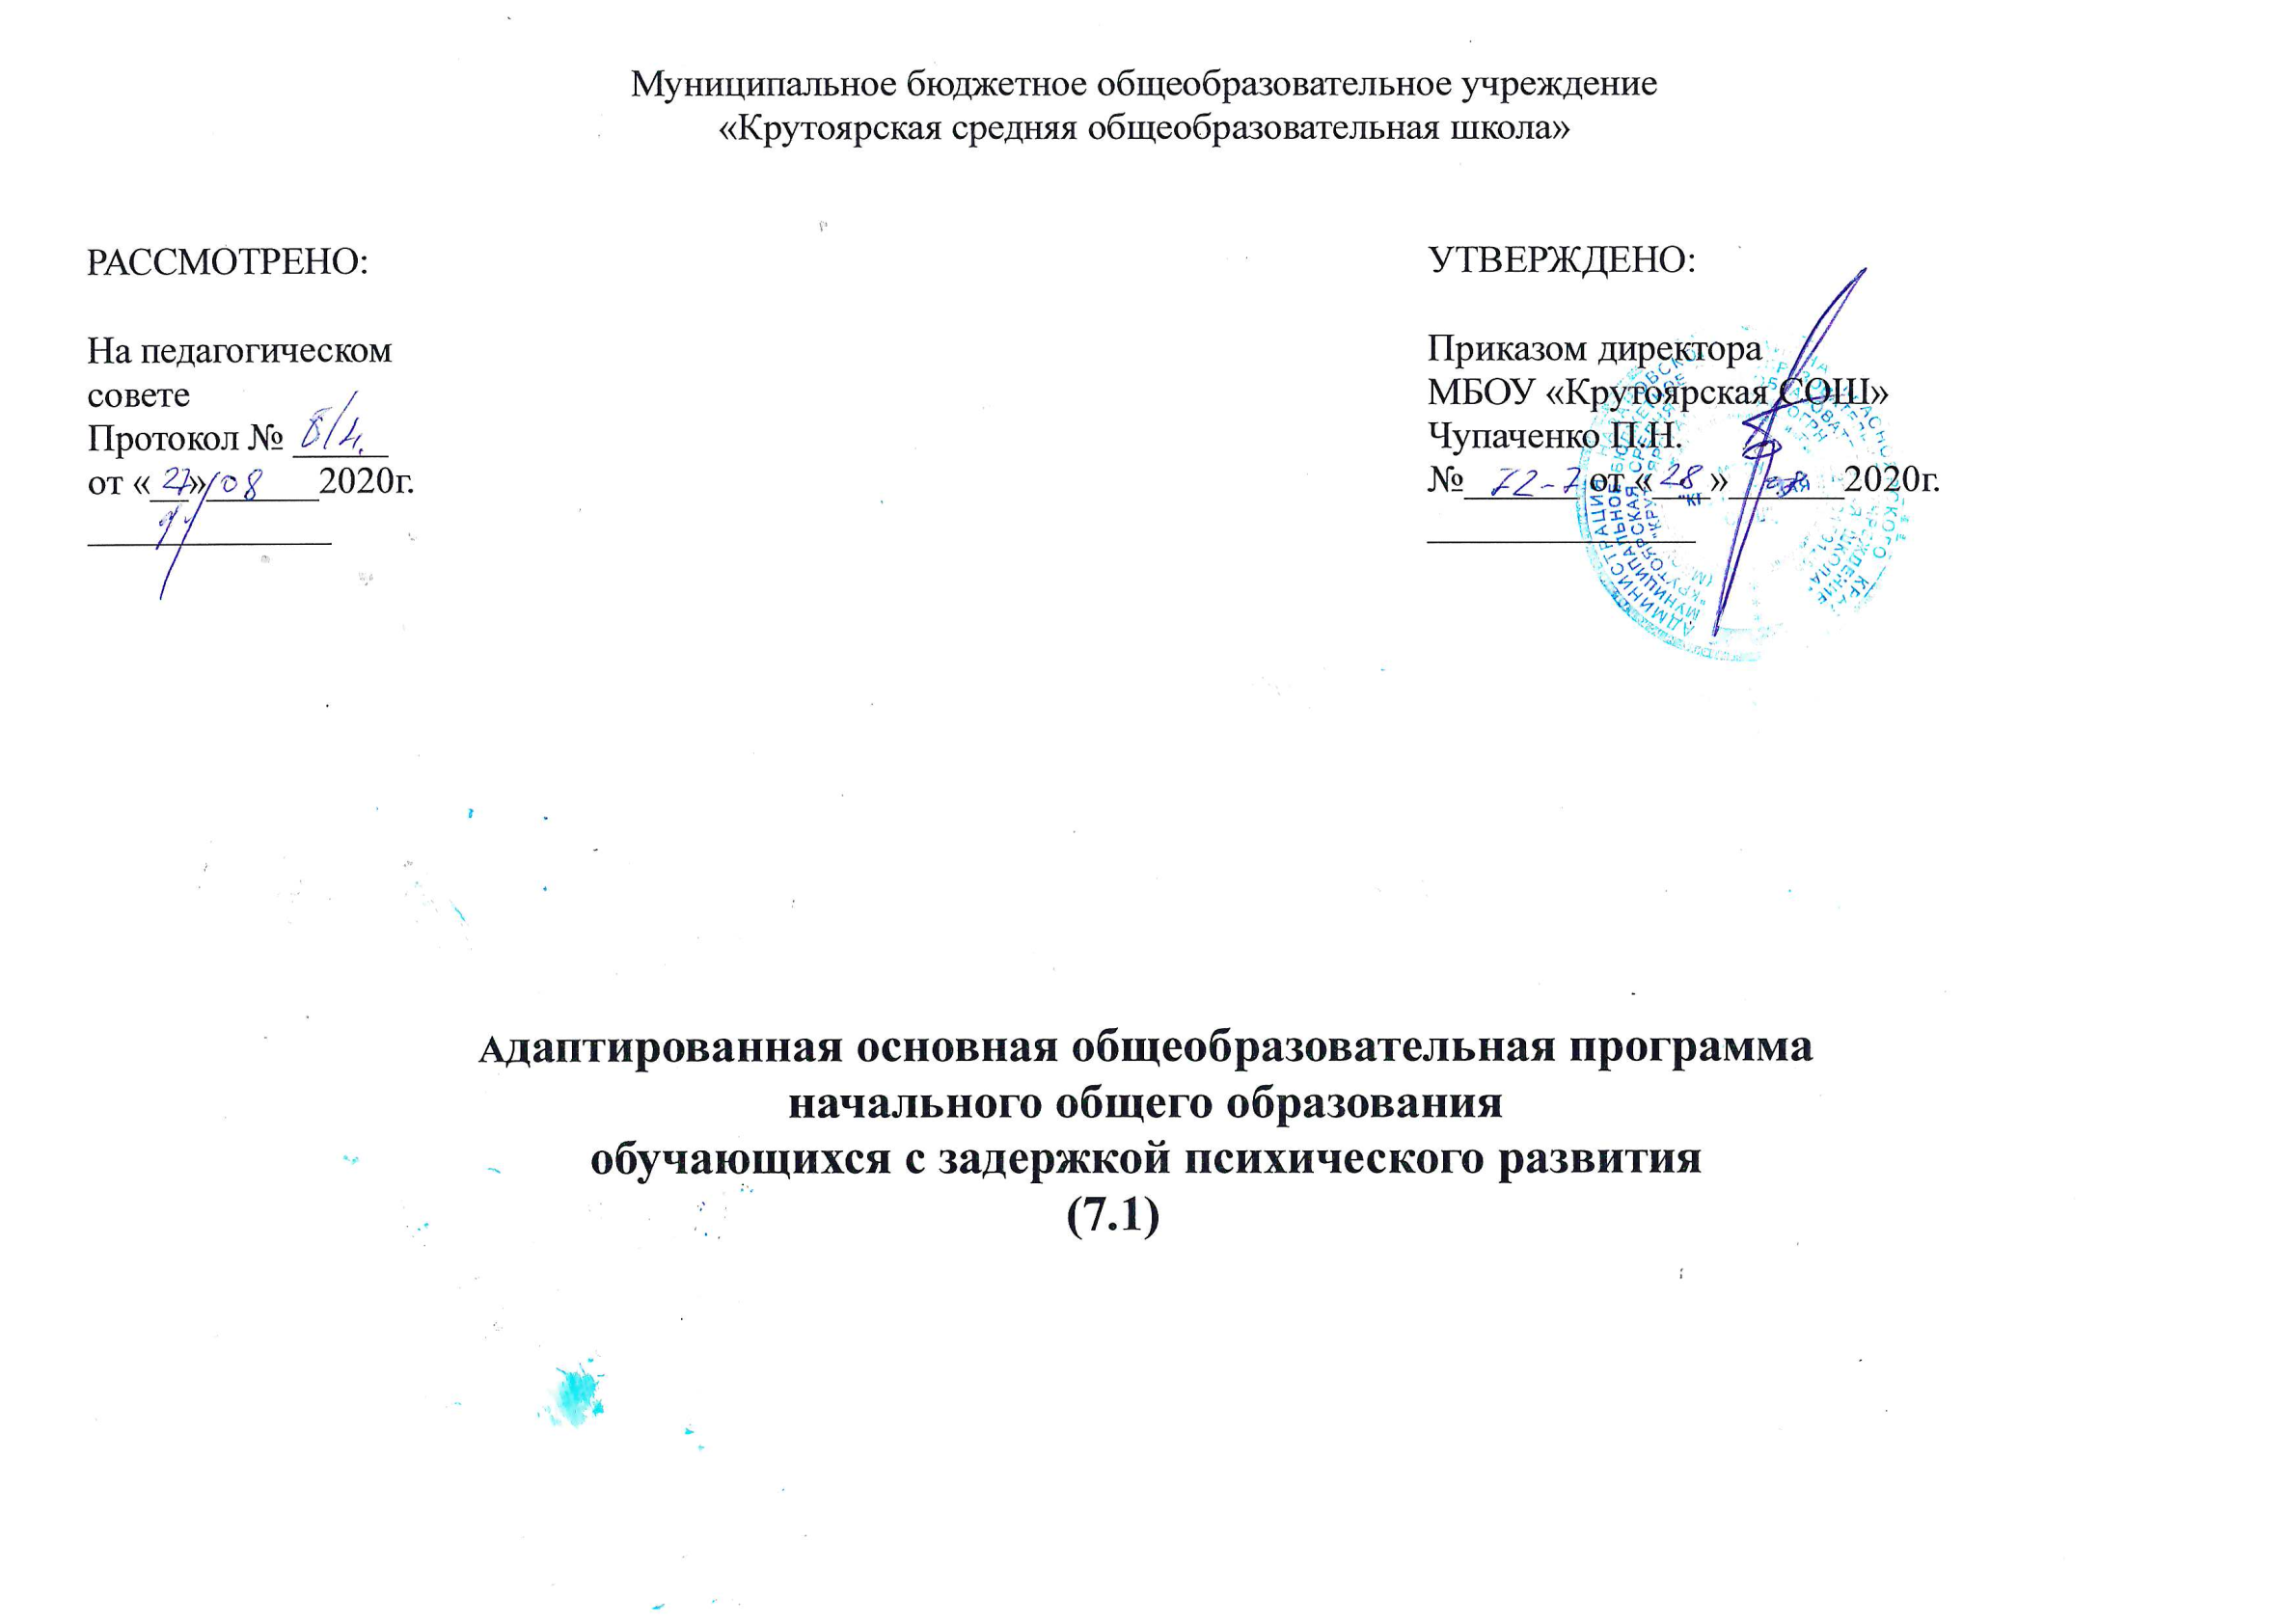 Муниципальное бюджетное общеобразовательное учреждение
«Крутоярская средняя общеобразовательная школа»
РАССМОТРЕНО:
На педагогическом
совете
Протокол №
от «27» 08 2020г.
УТВЕРЖДЕНО:
Приказом директора
МБОУ «Крутоярская СОШ»
Чупаченко П.Н.
№ 72-7 от «28» 08 2020г.
Адаптированная основная общеобразовательная программа
начального общего образования
обучающихся с задержкой психического развития
(7.1)